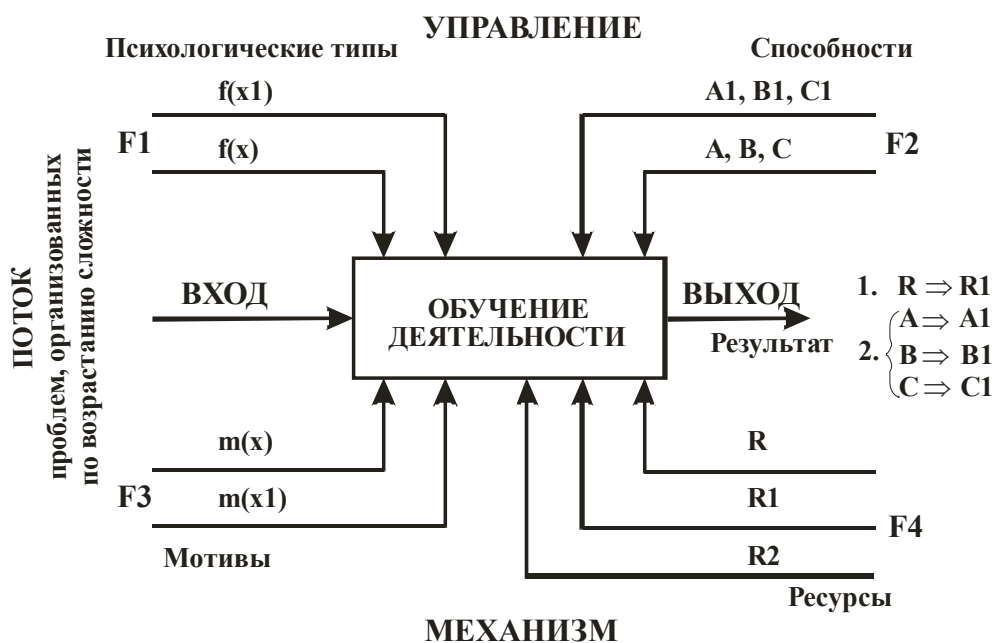 УПРАВЛЕНИЕ
Психологические типы
Способности
f(x1)
A1, B1, C1
F1
F2
f(x)
A, B, C
ПОТОК
проблем, организованных
по возрастанию сложности
ВХОД
ОБУЧЕНИЕ
ДЕЯТЕЛЬНОСТИ
ВЫХОД
Результат
1. R ⇒ R1
2. A ⇒ A1
B ⇒ B1
C ⇒ C1
m(x)
R
F3
m(x1)
R1
F4
Мотивы
R2
Ресурсы
МЕХАНИЗМ